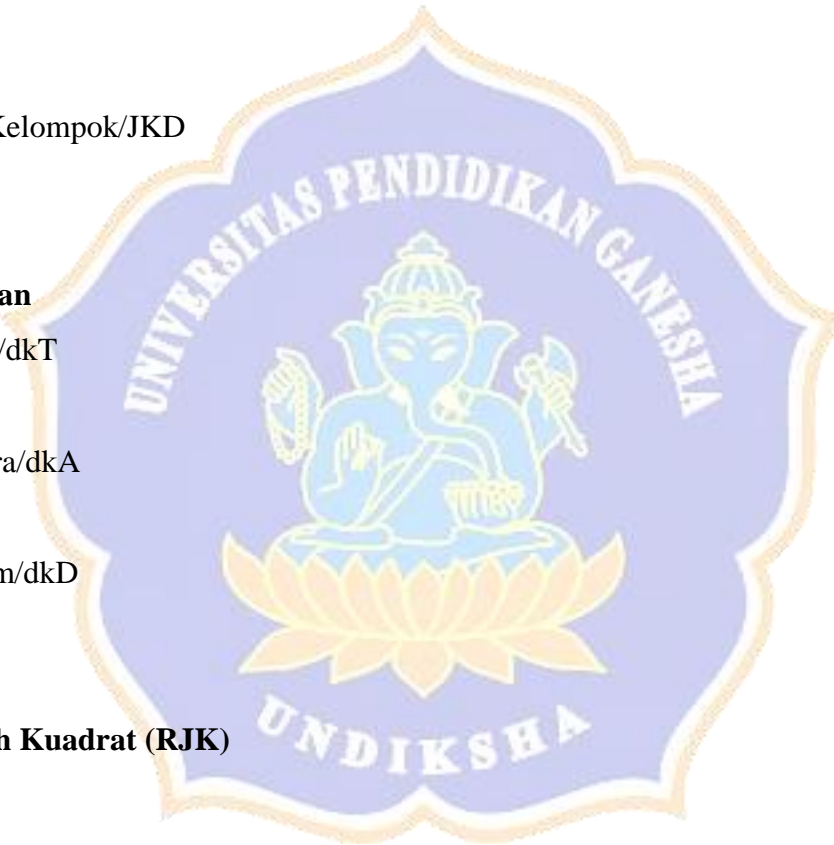 Kelompok/JKD
UNIVERSITAS PENDIDIKAN GANESHA
an
/dkT
ra/dkA
m/dkD
h Kuadrat (RJK)
UNDIKSHA